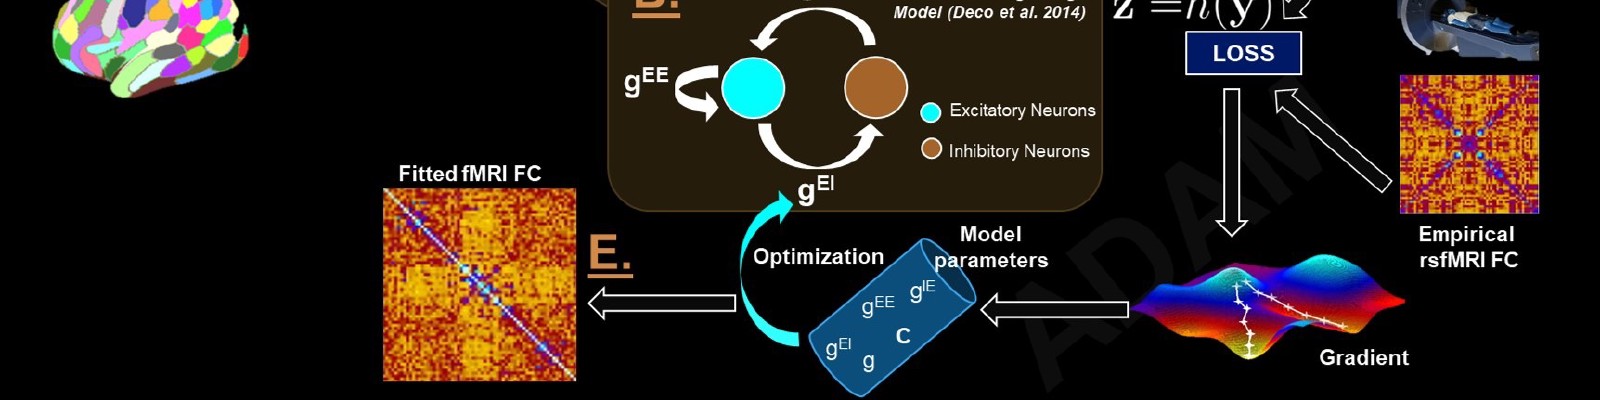 Model (Deco et al. 2014)
z = h(y)
LOSS
g^EE
Excitatory Neurons
Inhibitory Neurons
g^EI
Fitted fMRI FC
E.
Optimization
Model
parameters
g^EE
g^IE
g^EI
g
C
Empirical
rsfMRI FC
Gradient
ADAM